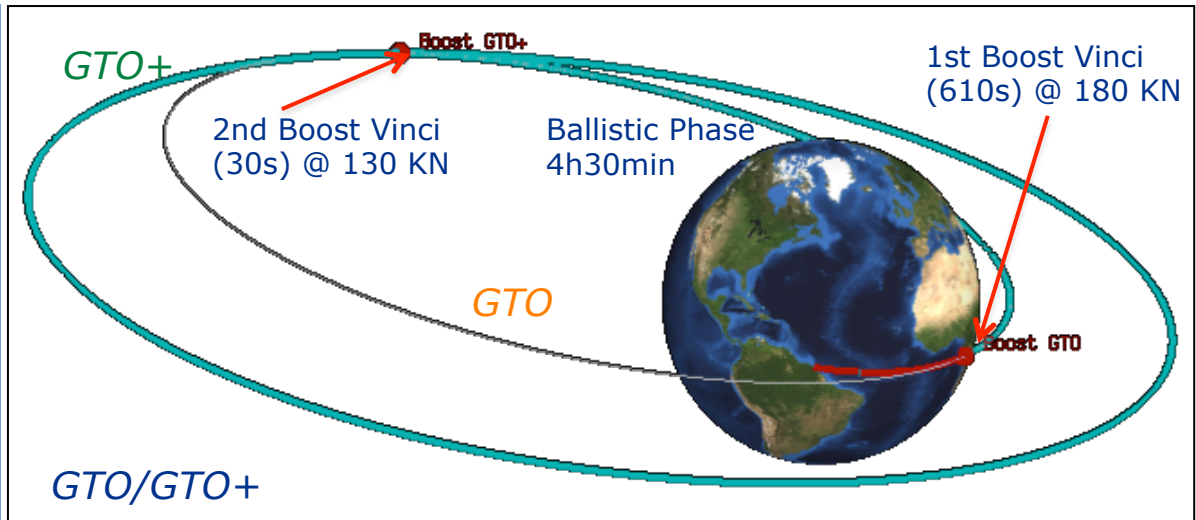 GTO+
Boost GTO+
1st Boost Vinci
(610s) @ 180 KN
2nd Boost Vinci
(30s) @ 130 KN
Ballistic Phase
4h30min
GTO
Boost GTO
GTO/GTO+